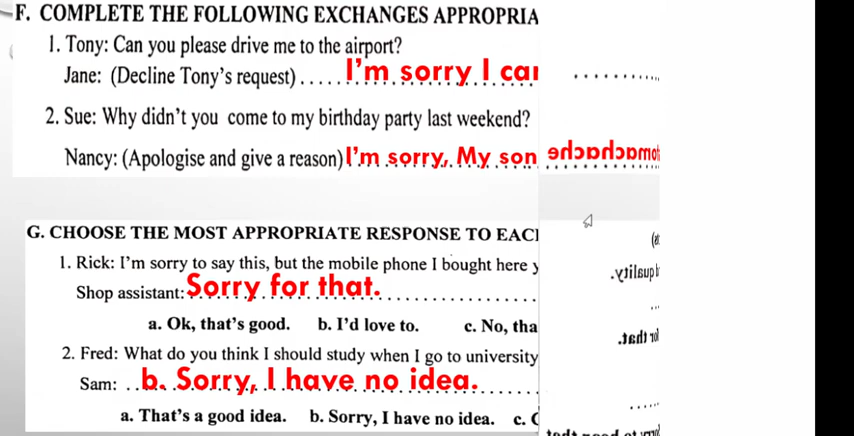 F. COMPLETE THE FOLLOWING EXCHANGES
1. Tony: Can you please drive me to the airport?
Jane: (Decline Tony's request) ..... I'm sorry I
2. Sue: Why didn't you come to my birthday party last weekend?
Nancy: (Apologise and give a reason) I'm sorry, My son
G. CHOOSE THE MOST APPROPRIATE RESPONSE TO
1. Rick: I'm sorry to say this, but the mobile phone I bought here
Shop assistant: Sorry for that.
a. Ok, that's good. b. I'd love to. c. No,
2. Fred: What do you think I should study when I go to university
Sam: ... b. Sorry, I have no idea.
a. That's a good idea. b. Sorry, I have no idea. c.